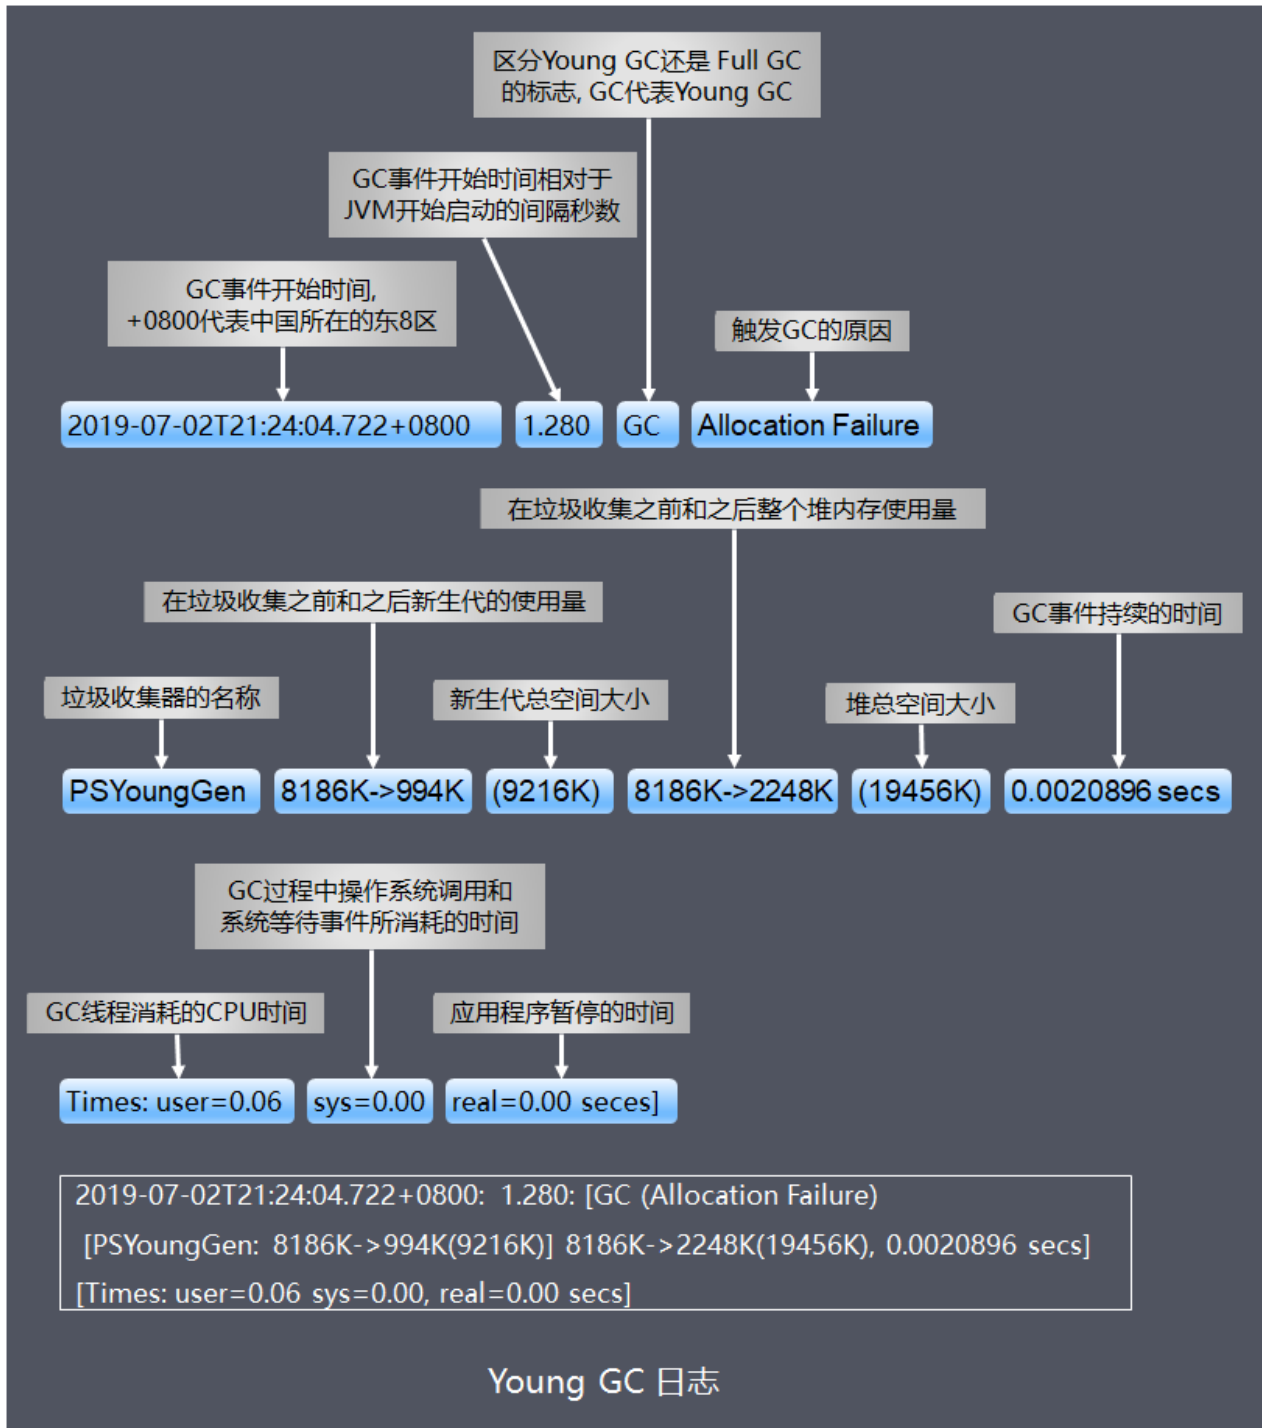 区分Young GC还是 Full GC
的标志, GC代表Young GC
GC事件开始时间相对于
JVM开始启动的间隔秒数
GC事件开始时间,
+0800代表中国所在的东8区
触发GC的原因
2019-07-02T21:24:04.722+0800 1.280 GC Allocation Failure
在垃圾收集之前和之后整个堆内存使用量
在垃圾收集之前和之后新生代的使用量
GC事件持续的时间
垃圾收集器的名称 新生代总空间大小 堆总空间大小
PSYoungGen 8186K->994K (9216K) 8186K->2248K (19456K) 0.0020896 secs
GC过程中操作系统调用和
系统等待事件所消耗的时间
GC线程消耗的CPU时间 应用程序暂停的时间
Times: user=0.06 sys=0.00 real=0.00 seces]
2019-07-02T21:24:04.722+0800: 1.280: [GC (Allocation Failure)
[PSYoungGen: 8186K->994K(9216K)] 8186K->2248K(19456K), 0.0020896 secs]
[Times: user=0.06 sys=0.00, real=0.00 secs]
Young GC 日志